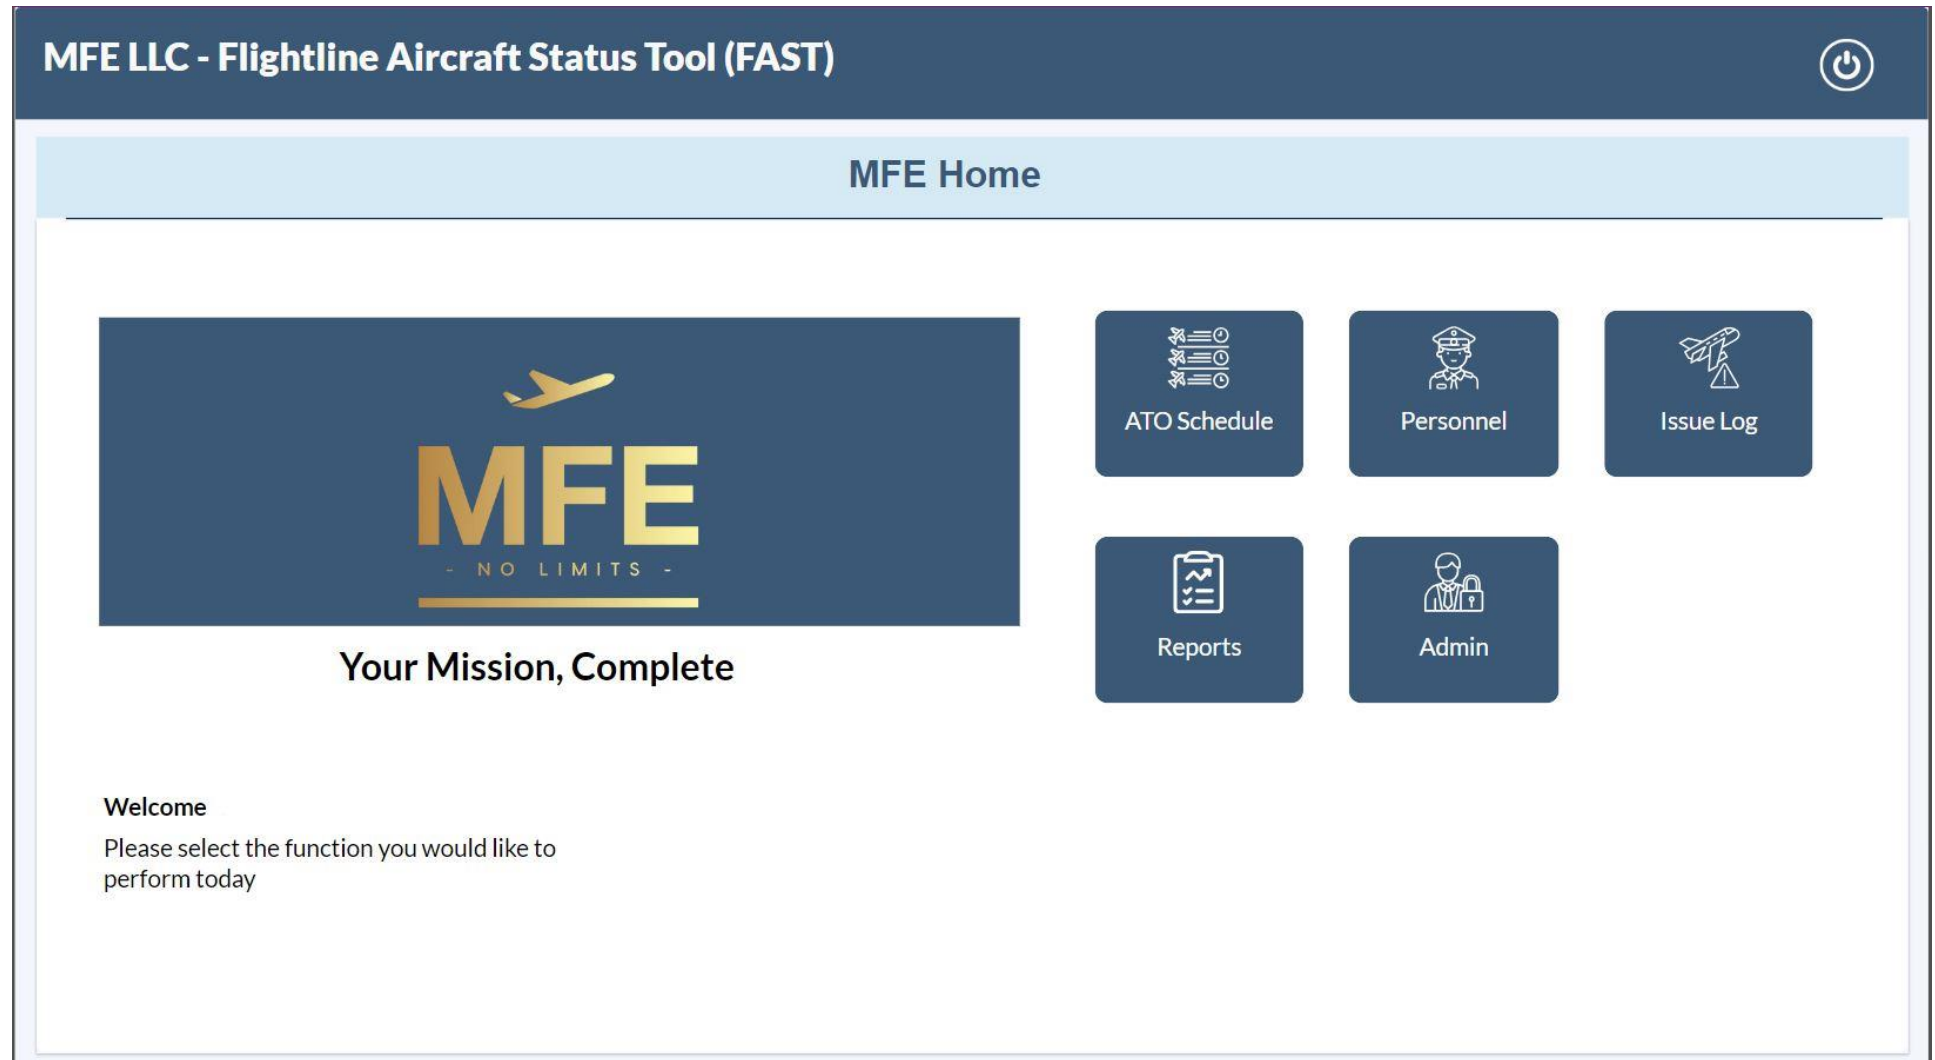 MFE LLC - Flightline Aircraft Status Tool (FAST)
MFE Home
MFE
- NO LIMITS -
Your Mission, Complete
Welcome
Please select the function you would like to
perform today
ATO Schedule
Personnel
Issue Log
Reports
Admin